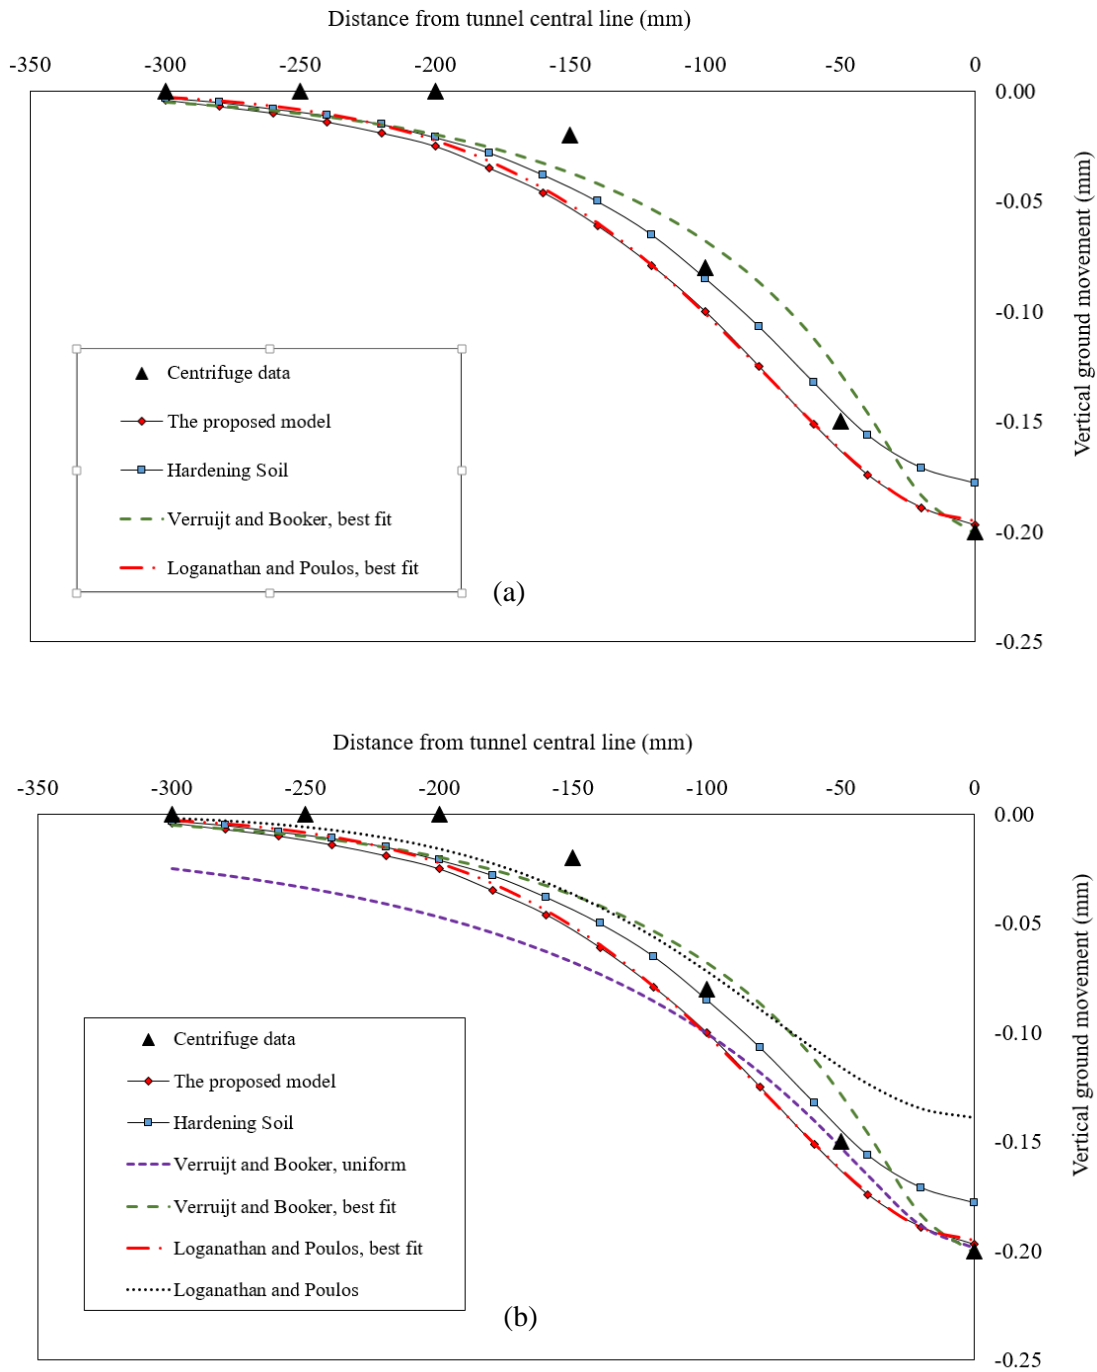 Distance from tunnel central line (mm)
-350 -300 -250 -200 -150 -100 -50 0
0.00
-0.05
-0.10
-0.15
-0.20
-0.25
Vertical ground movement (mm)
Centrifuge data
The proposed model
Hardening Soil
Verruijt and Booker, best fit
Loganathan and Poulos, best fit
(a)
Distance from tunnel central line (mm)
-350 -300 -250 -200 -150 -100 -50 0
0.00
-0.05
-0.10
-0.15
-0.20
-0.25
Vertical ground movement (mm)
Centrifuge data
The proposed model
Hardening Soil
Verruijt and Booker, uniform
Verruijt and Booker, best fit
Loganathan and Poulos, best fit
Loganathan and Poulos
(b)